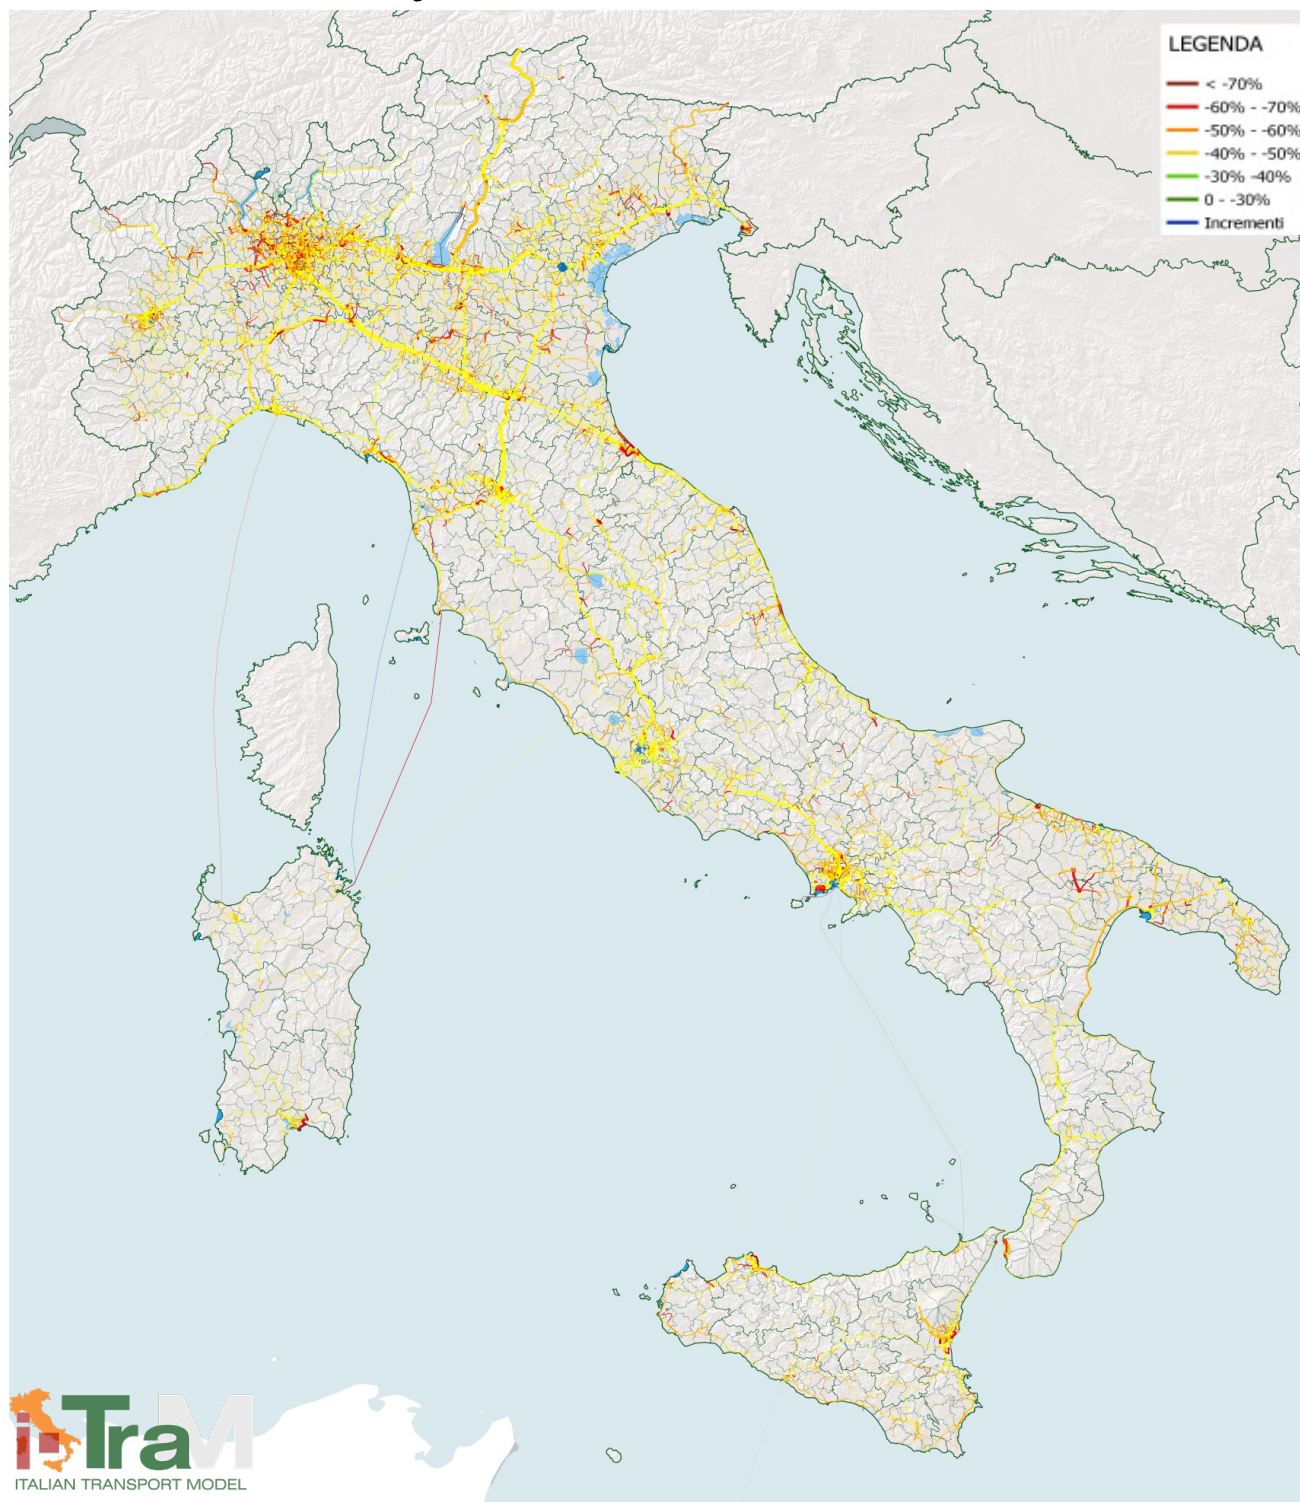 LEGENDA
< -70%
-60% - -70%
-50% - -60%
-40% - -50%
-30% -40%
0 - -30%
Incrementi
i-TraM
ITALIAN TRANSPORT MODEL